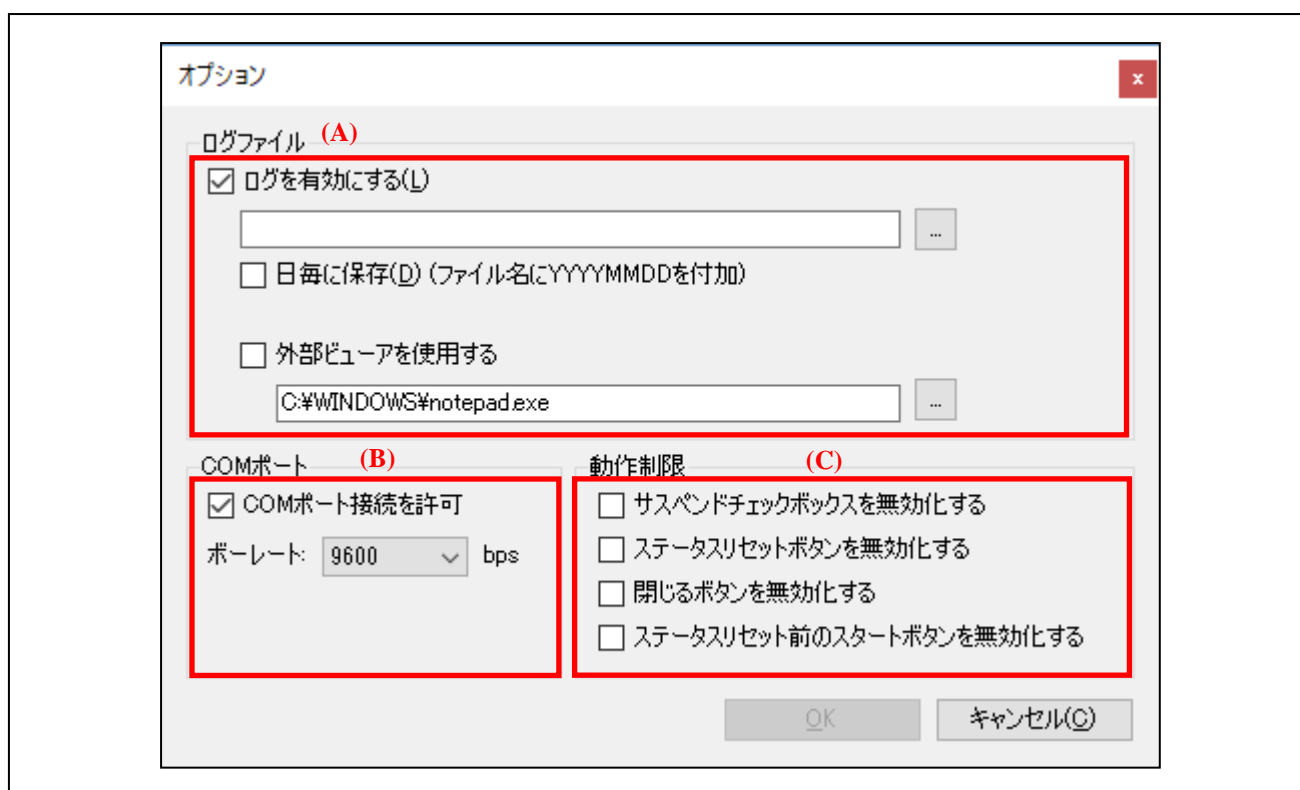 オプション
x
ログファイル (A)
ログを有効にする(L)
...
日毎に保存(D) (ファイル名にYYYYMMDDを付加)
外部ビューアを使用する
C:¥WINDOWS¥notepad.exe
...
COMポート (B)
COMポート接続を許可
ボーレート: 9600 bps
動作制限 (C)
サスペンドチェックボックスを無効化する
ステータスリセットボタンを無効化する
閉じるボタンを無効化する
ステータスリセット前のスタートボタンを無効化する
OK キャンセル(C)